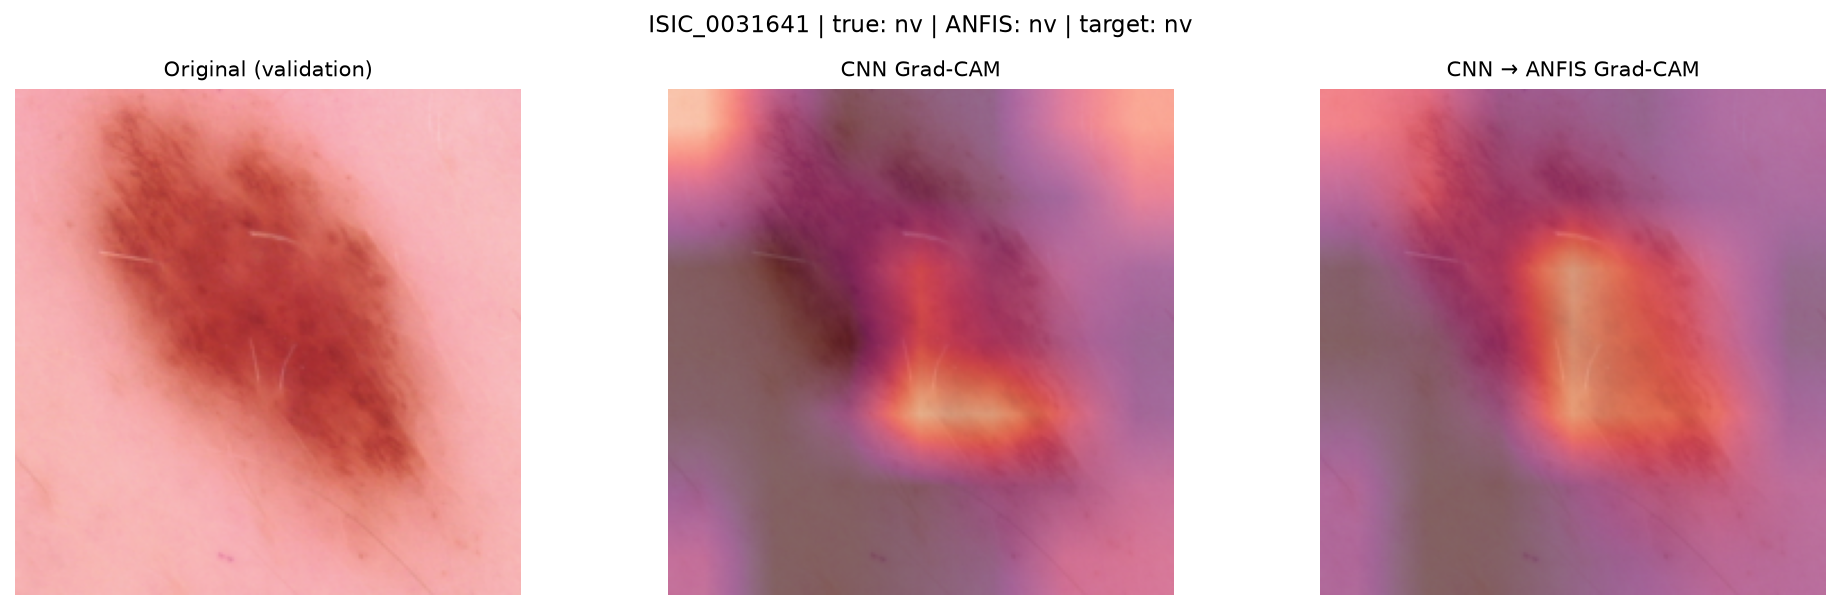 ISIC_0031641 | true: nv | ANFIS: nv | target: nv
Original (validation)
CNN Grad-CAM
CNN → ANFIS Grad-CAM